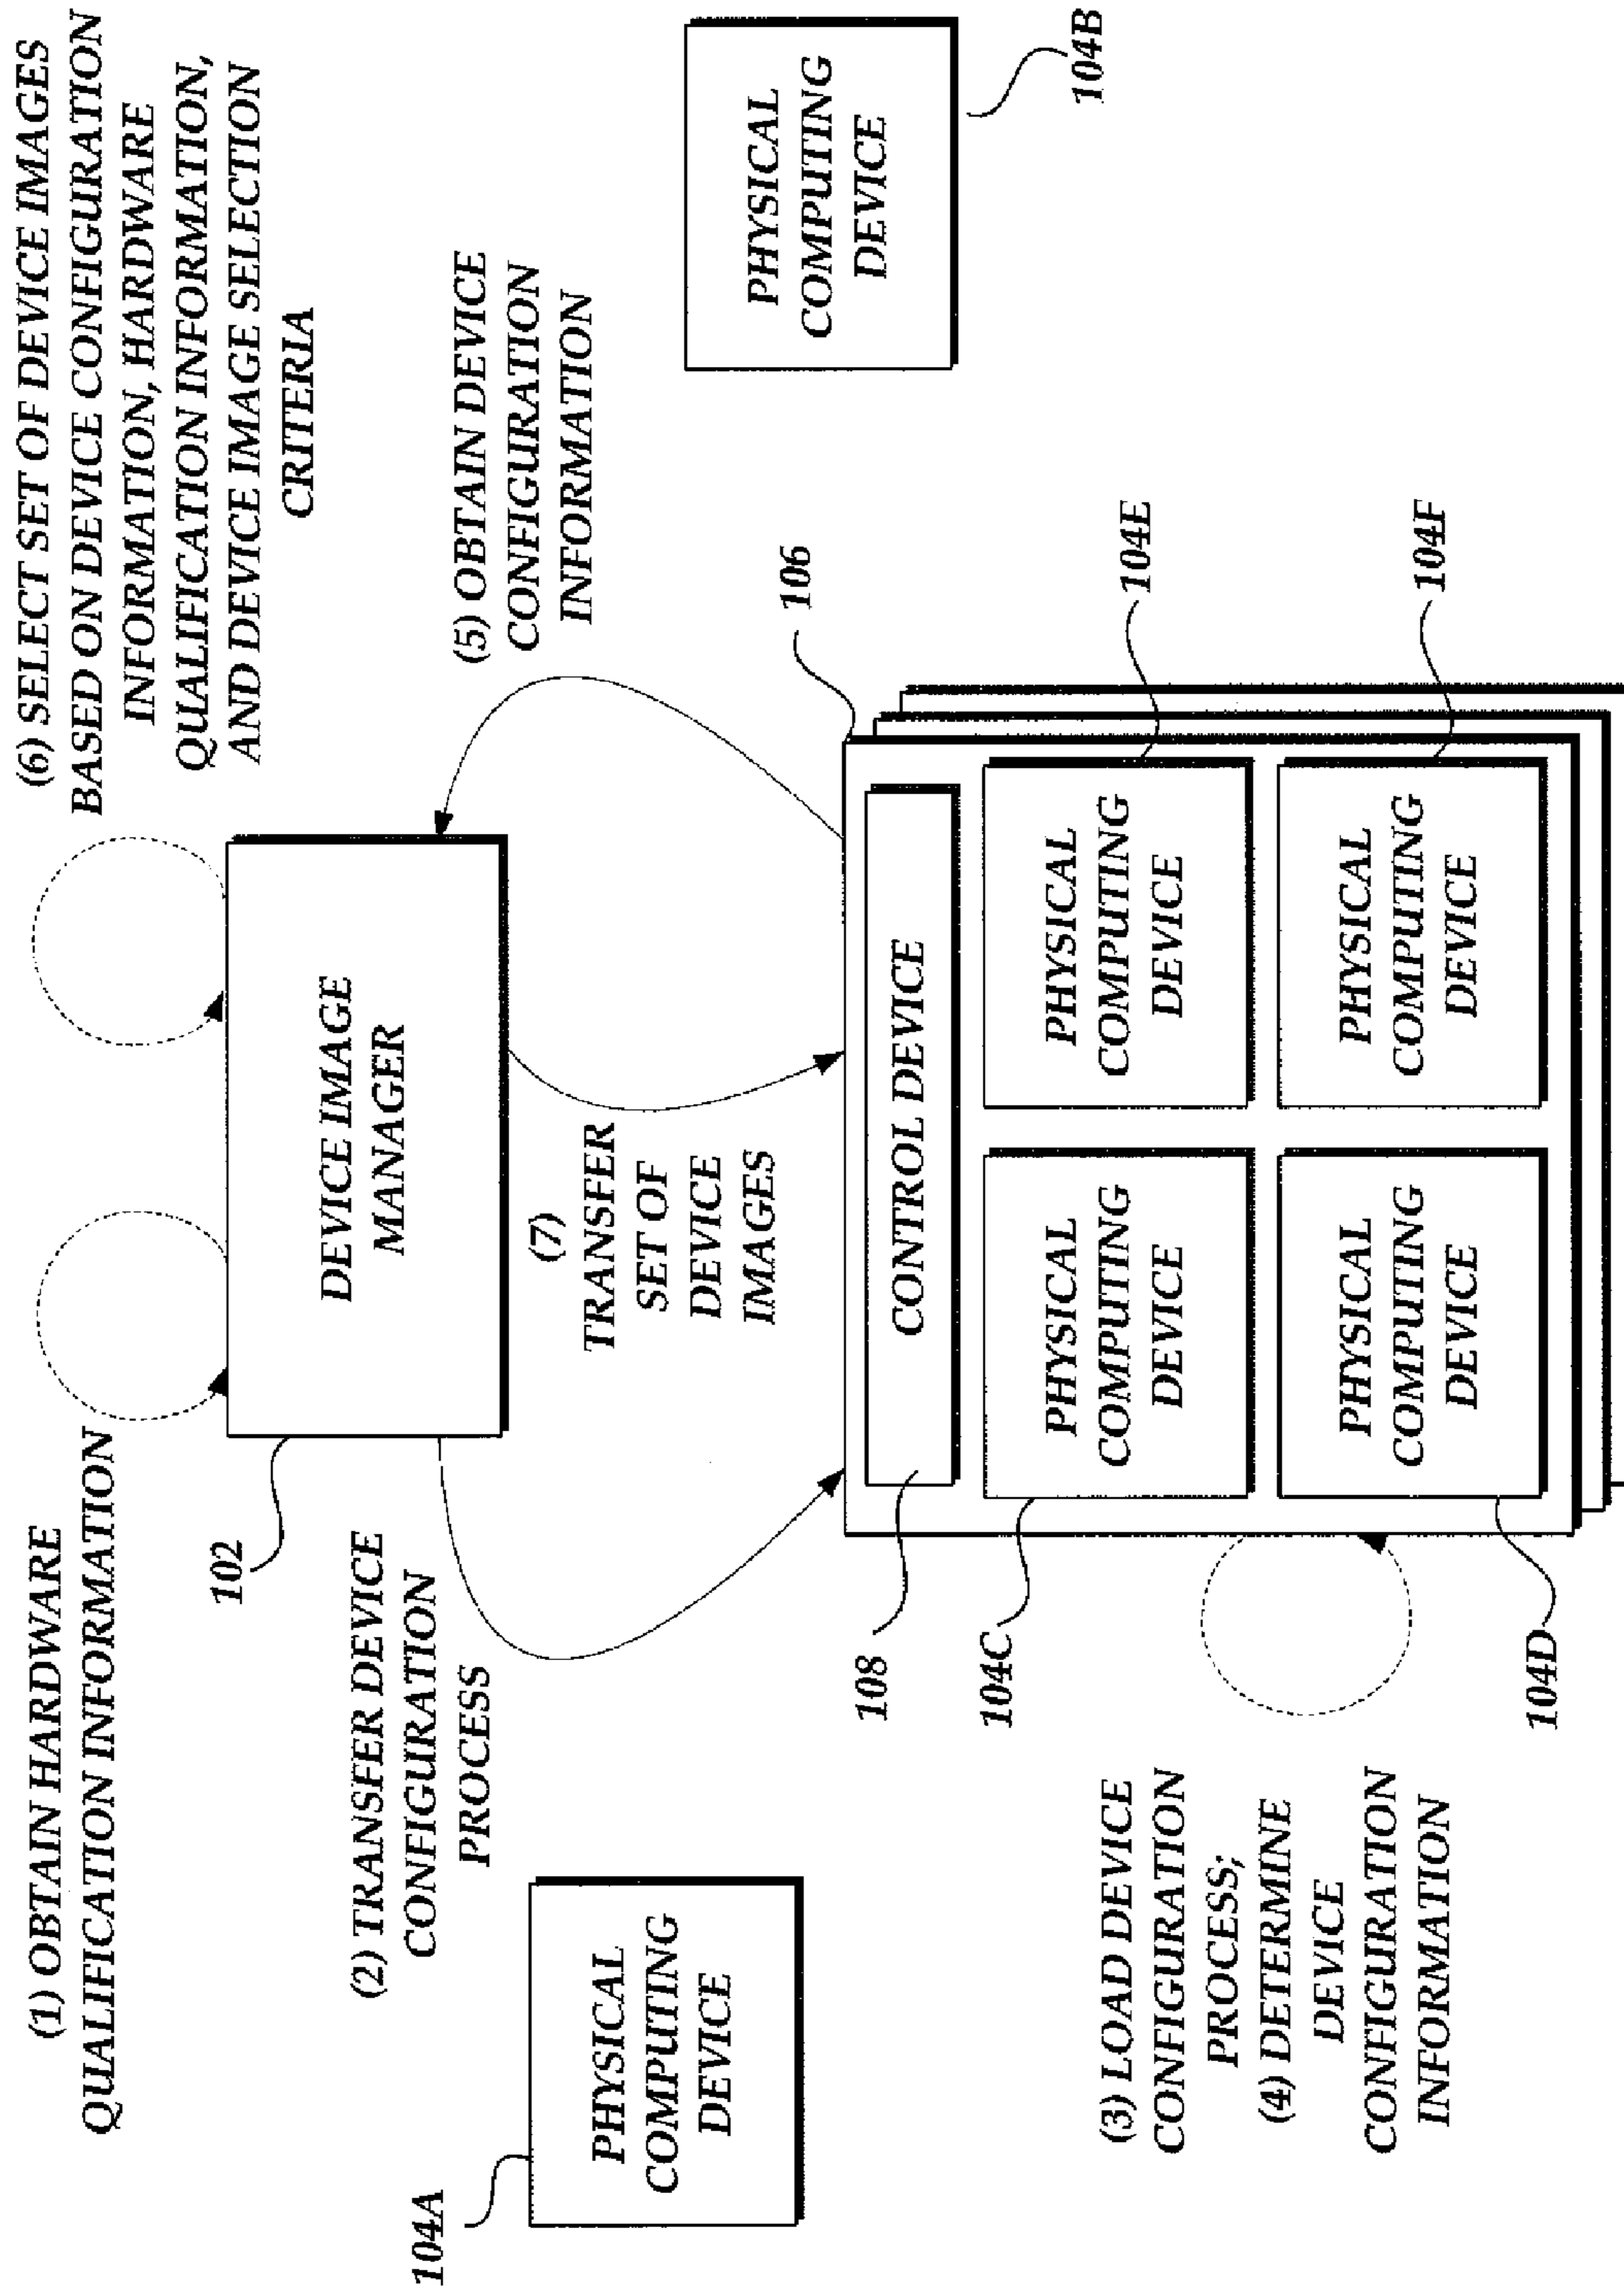 (1) OBTAIN HARDWARE
QUALIFICATION INFORMATION
(6) SELECT SET OF DEVICE IMAGES
BASED ON DEVICE CONFIGURATION
INFORMATION, HARDWARE
QUALIFICATION INFORMATION,
AND DEVICE IMAGE SELECTION
CRITERIA
102
DEVICE IMAGE
MANAGER
(2) TRANSFER DEVICE
CONFIGURATION
PROCESS
(5) OBTAIN DEVICE
CONFIGURATION
INFORMATION
(7)
TRANSFER
SET OF
DEVICE
IMAGES
104A
PHYSICAL
COMPUTING
DEVICE
PHYSICAL
COMPUTING
DEVICE
104B
106
108
CONTROL DEVICE
104C
PHYSICAL
COMPUTING
DEVICE
PHYSICAL
COMPUTING
DEVICE
104E
(3) LOAD DEVICE
CONFIGURATION
PROCESS;
(4) DETERMINE
DEVICE
CONFIGURATION
INFORMATION
104D
PHYSICAL
COMPUTING
DEVICE
PHYSICAL
COMPUTING
DEVICE
104F